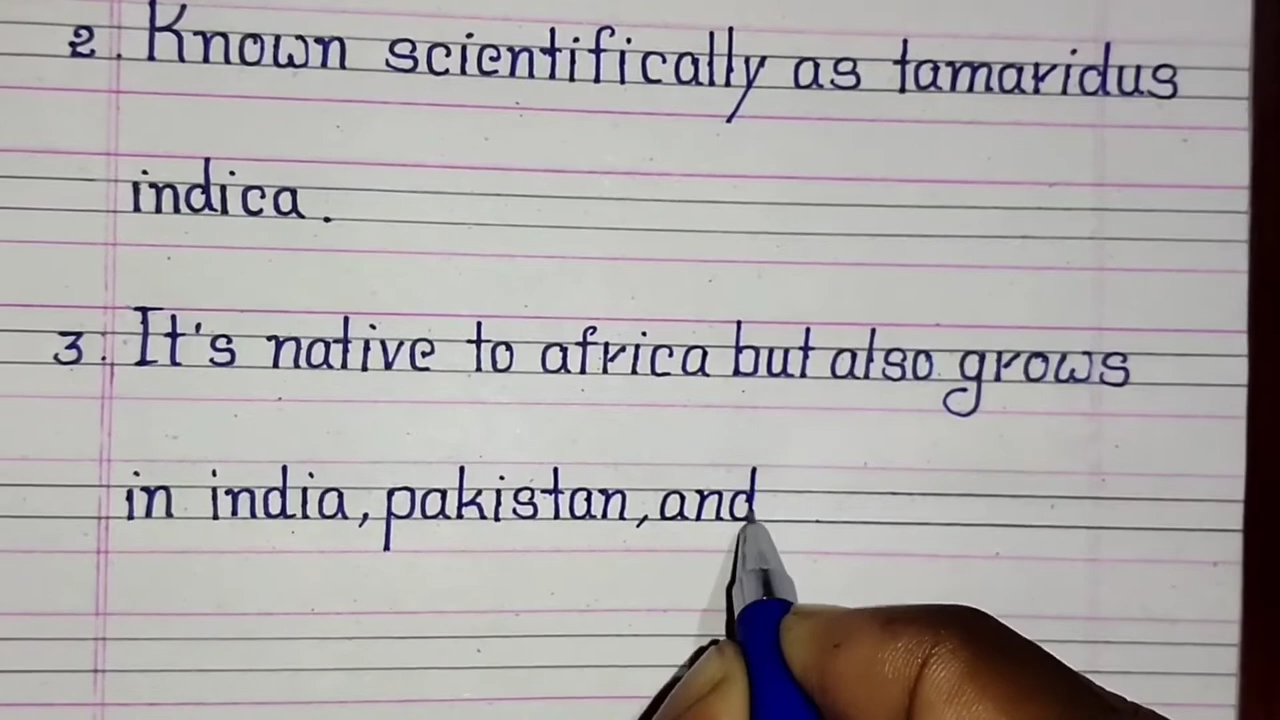 2. Known scientifically as tamaridus
indica.
3. It's native to africa but also grows
in india, pakistan, and